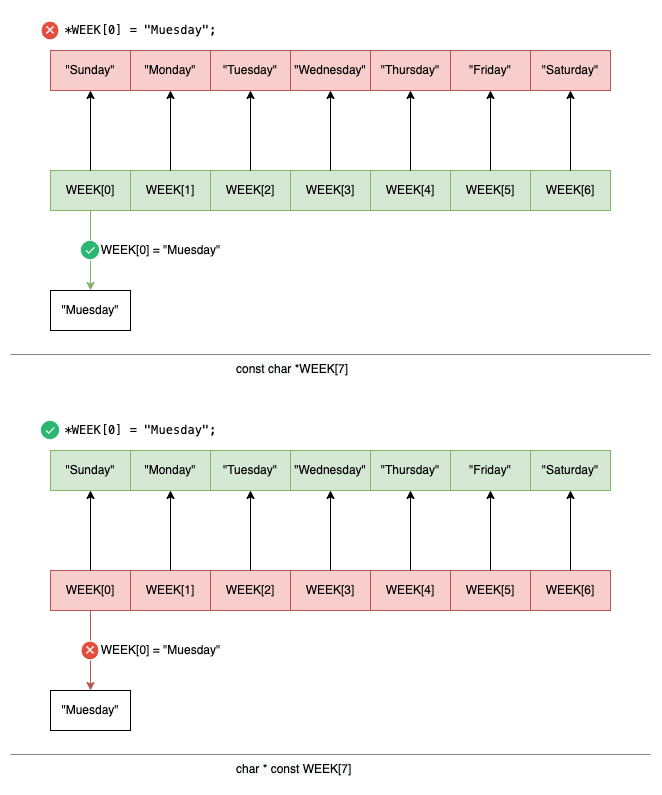 *WEEK[0] = "Muesday";
"Sunday" "Monday" "Tuesday" "Wednesday" "Thursday" "Friday" "Saturday"
WEEK[0] WEEK[1] WEEK[2] WEEK[3] WEEK[4] WEEK[5] WEEK[6]
WEEK[0] = "Muesday"
"Muesday"
const char *WEEK[7]
*WEEK[0] = "Muesday";
"Sunday" "Monday" "Tuesday" "Wednesday" "Thursday" "Friday" "Saturday"
WEEK[0] WEEK[1] WEEK[2] WEEK[3] WEEK[4] WEEK[5] WEEK[6]
WEEK[0] = "Muesday"
"Muesday"
char * const WEEK[7]